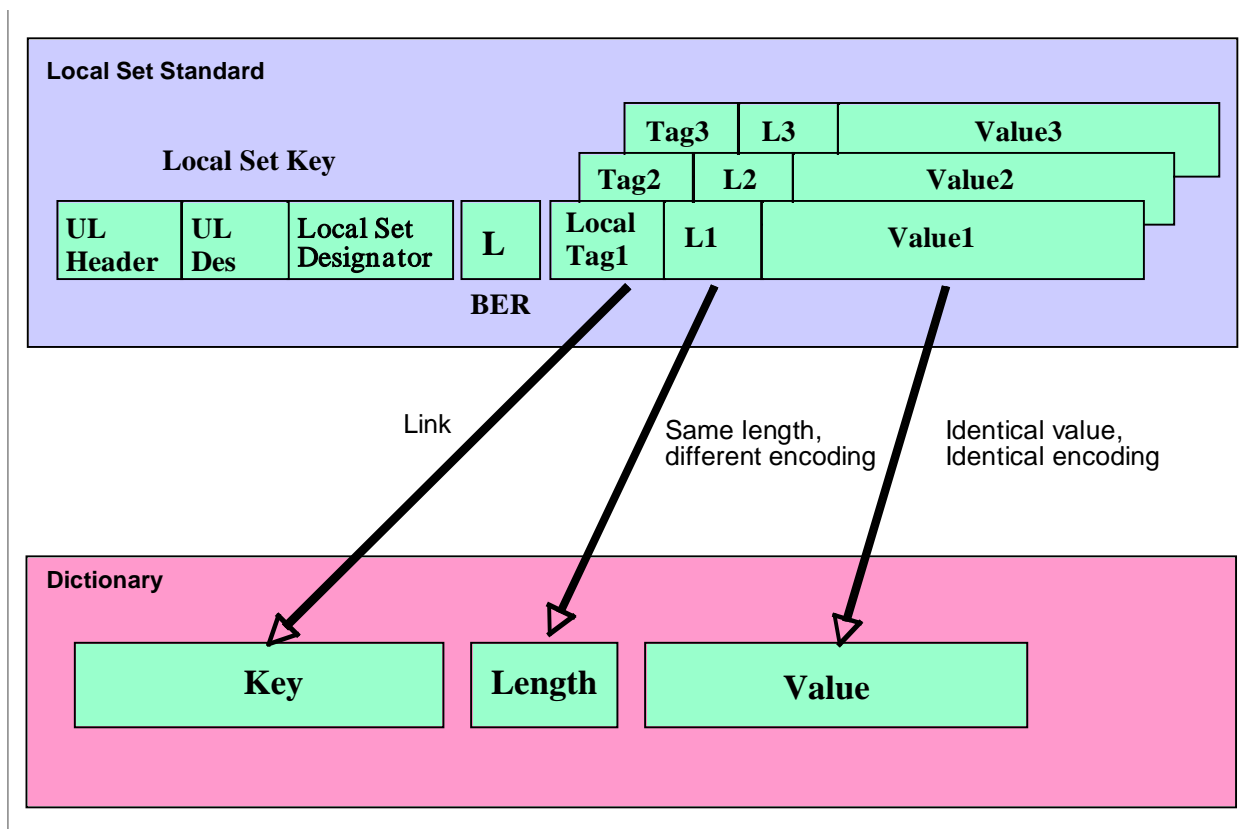 Local Set Standard
Tag3 L3 Value3
Local Set Key
Tag2 L2 Value2
UL Header
UL Des
Local Set Designator
L
Local Tag1
L1
Value1
BER
Link
Same length,
different encoding
Identical value,
Identical encoding
Dictionary
Key
Length
Value